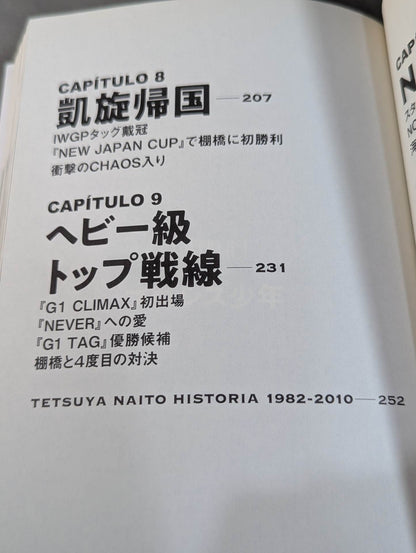 CAPÍTULO 8
凱旋帰国 — 207
IWGPタッグ戴冠
『NEW JAPAN CUP』で棚橋に初勝利
衝撃のCHAOS入り
CAPÍTULO 9
ヘビー級
トップ戦線 — 231
『G1 CLIMAX』初出場
『NEVER』への愛
『G1 TAG』優勝候補
棚橋と4度目の対決
TETSUYA NAITO HISTORIA 1982-2010 — 252